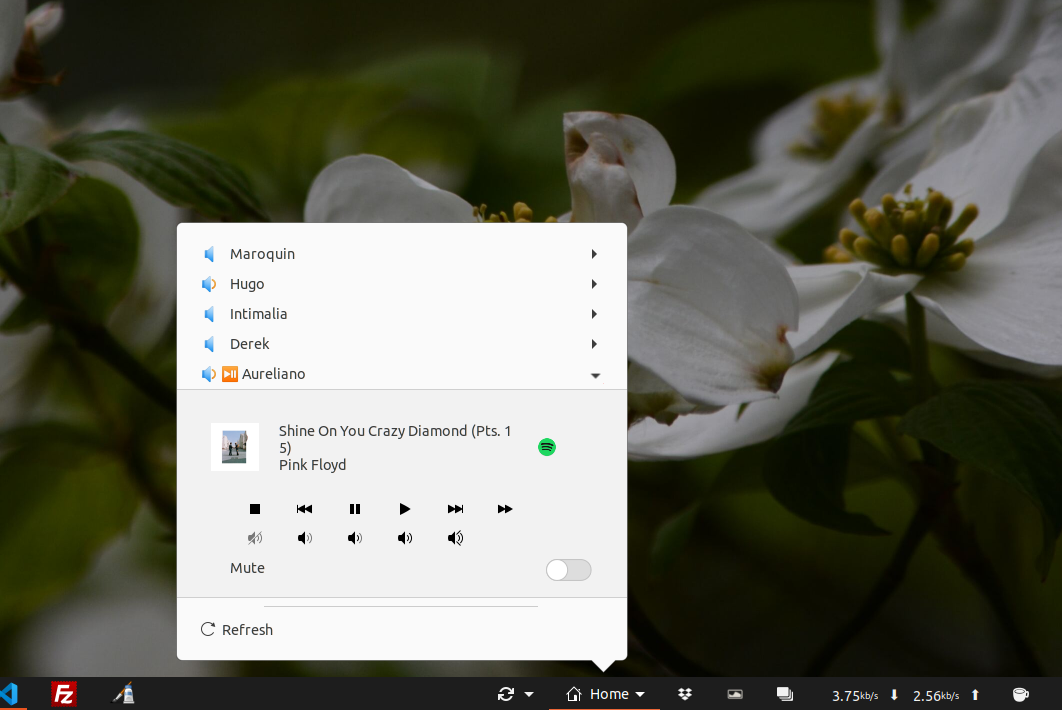 Maroquin
Hugo
Intimalia
Derek
Aureliano
Shine On You Crazy Diamond (Pts. 1
5)
Pink Floyd
Mute
Refresh
Fz
Home
3.75kb/s
2.56kb/s